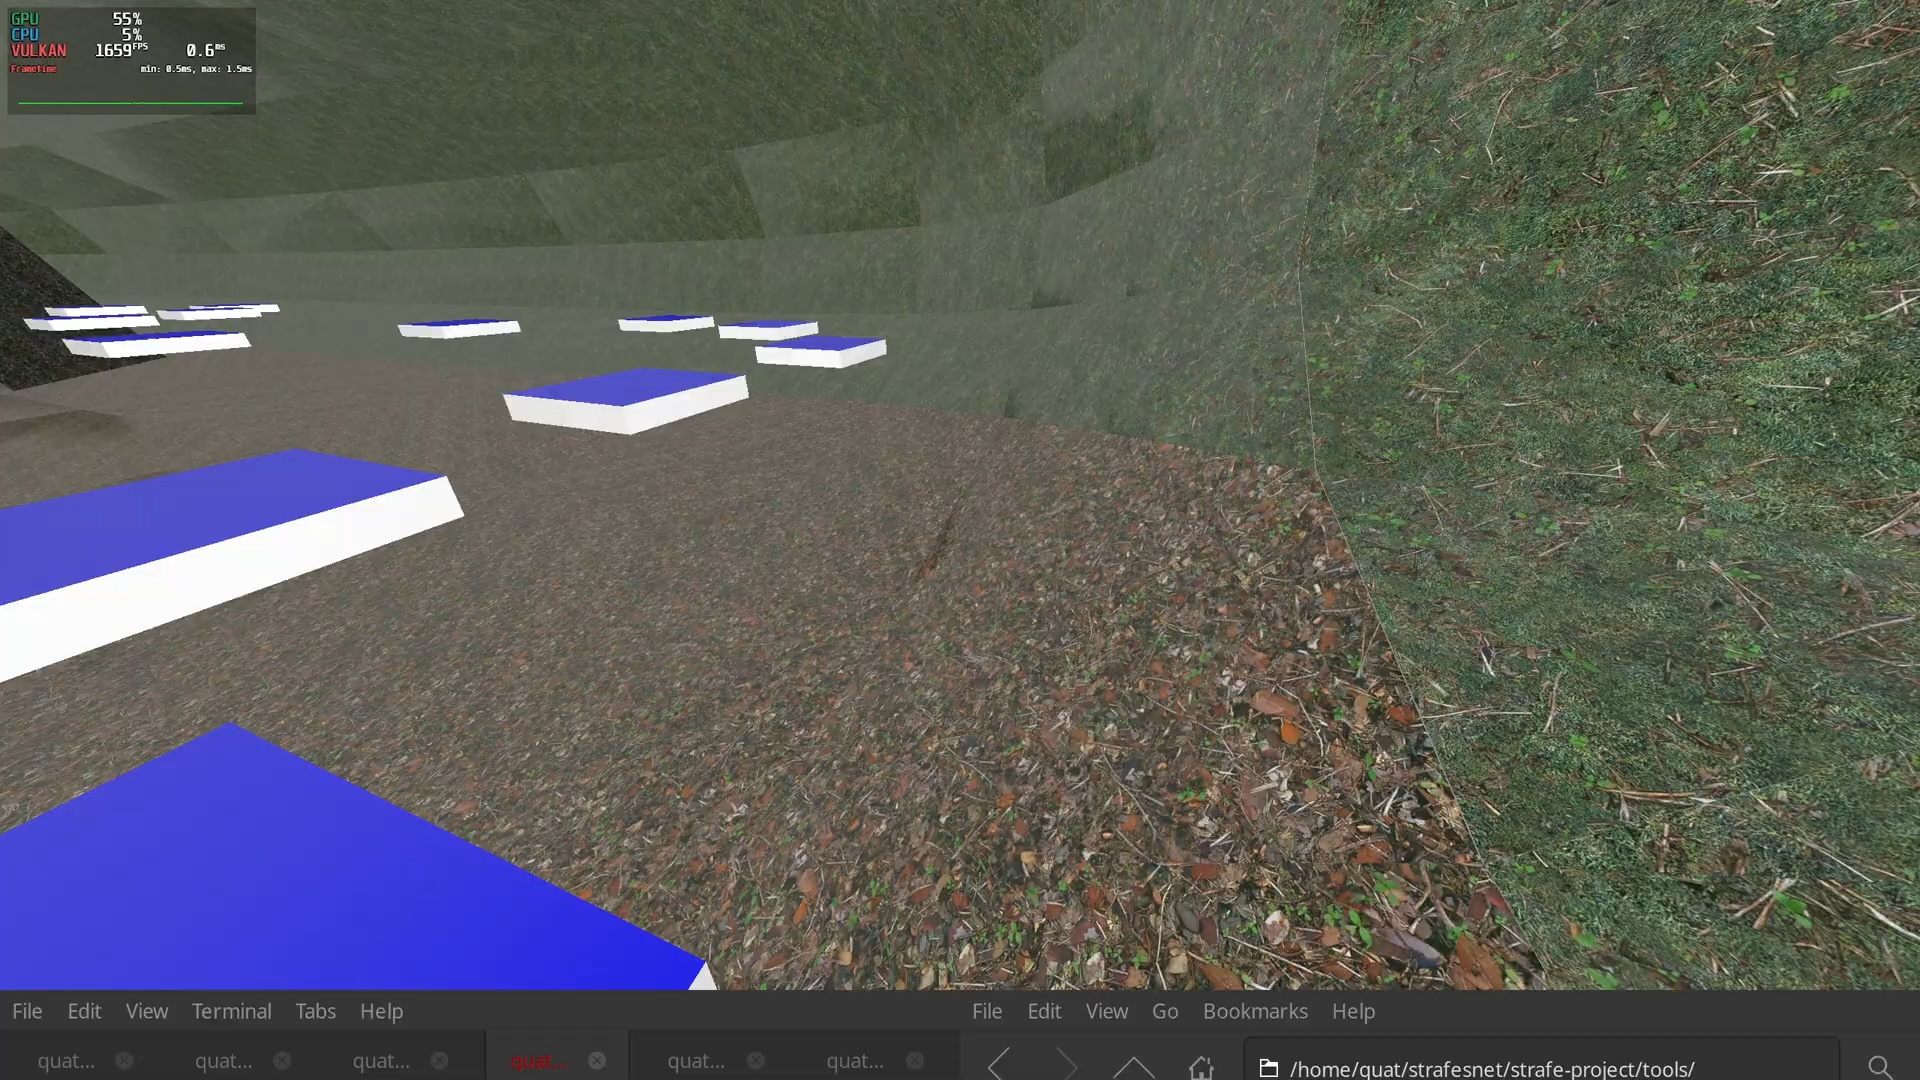 GPU 55%
CPU 5%
VULKAN 1659FPS 0.6ms
Frametime min: 0.5ms, max: 1.5ms
File Edit View Terminal Tabs Help
quat... quat... quat... quat... quat... quat...
File Edit View Go Bookmarks Help
/home/quat/strafesnet/strafe-project/tools/